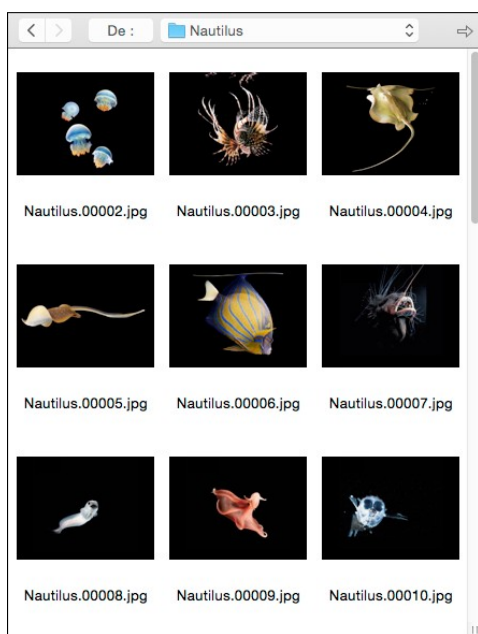 De : Nautilus
Nautilus.00002.jpg Nautilus.00003.jpg Nautilus.00004.jpg
Nautilus.00005.jpg Nautilus.00006.jpg Nautilus.00007.jpg
Nautilus.00008.jpg Nautilus.00009.jpg Nautilus.00010.jpg